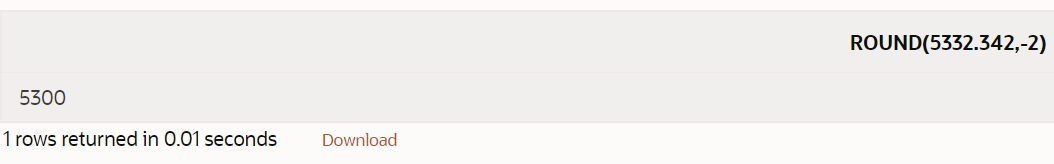 ROUND(5332.342,-2)
5300
1 rows returned in 0.01 seconds Download